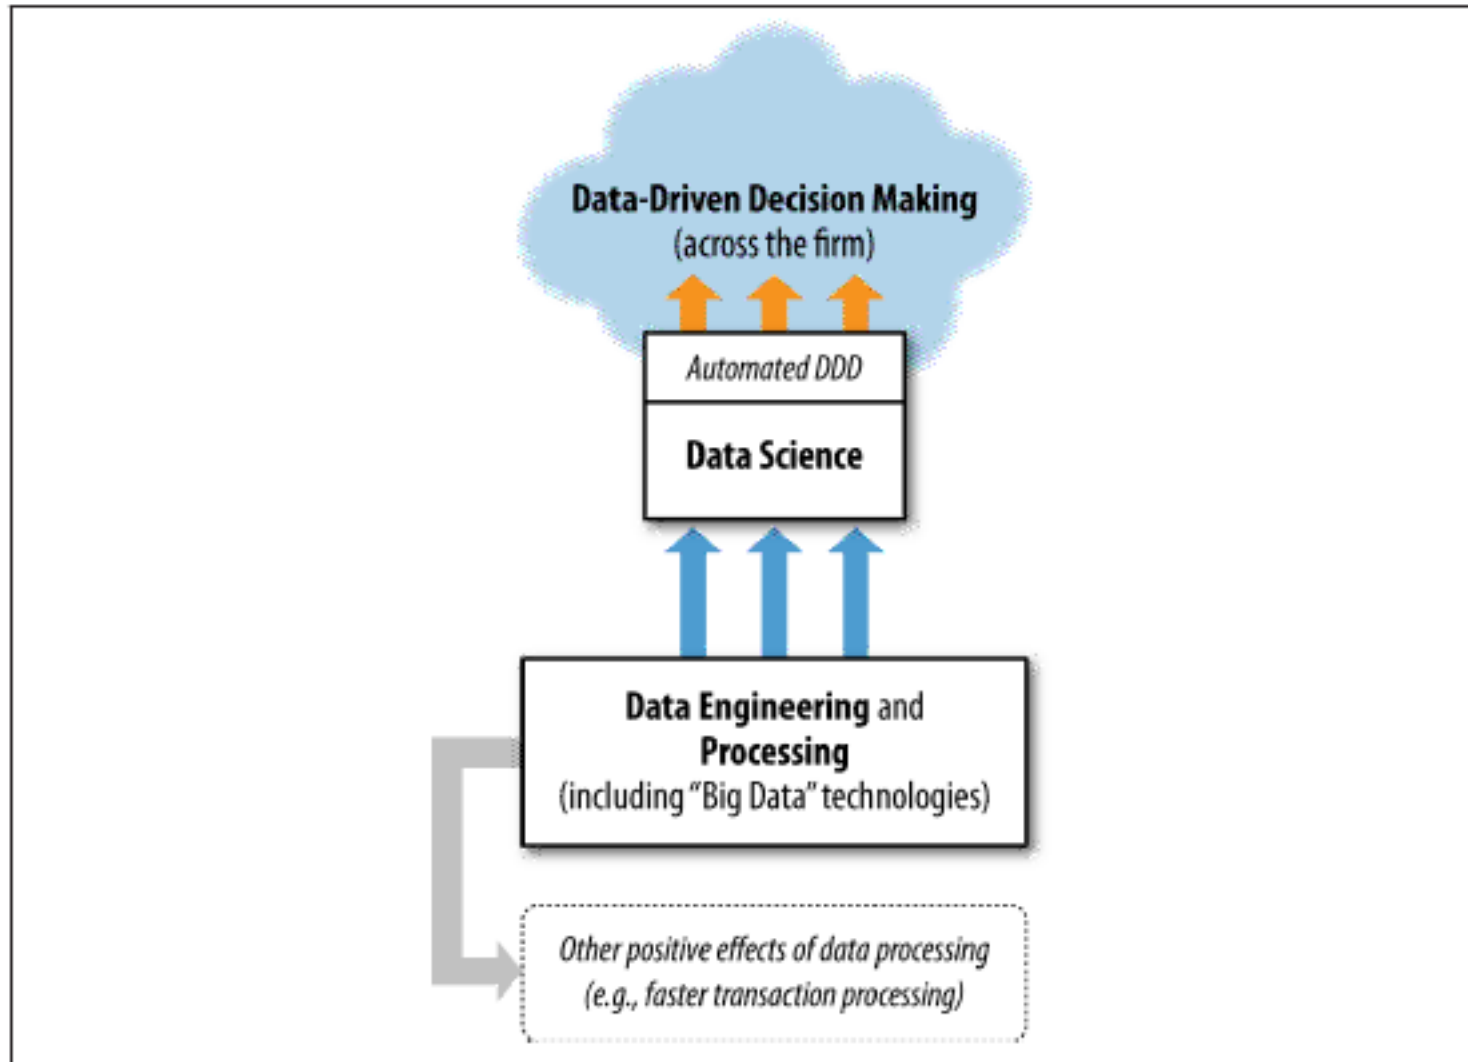 Data-Driven Decision Making
(across the firm)
Automated DDD
Data Science
Data Engineering and
Processing
(including “Big Data” technologies)
Other positive effects of data processing
(e.g., faster transaction processing)